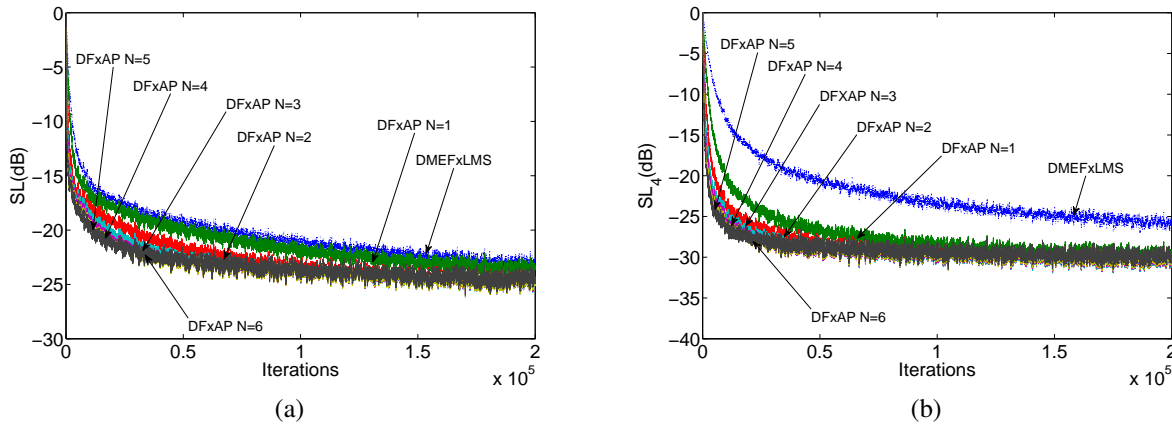 0
−5
−10
−15
−20
−25
−30
SL(dB)
DFxAP N=5
DFxAP N=4
DFxAP N=3
DFxAP N=2
DFxAP N=1
DMEFxLMS
DFxAP N=6
0
0.5
1
1.5
2
Iterations
x 10^5
(a)
0
−5
−10
−15
−20
−25
−30
−35
−40
SL_4(dB)
DFxAP N=5
DFxAP N=4
DFXAP N=3
DFxAP N=2
DFxAP N=1
DMEFxLMS
DFxAP N=6
0
0.5
1
1.5
2
Iterations
x 10^5
(b)